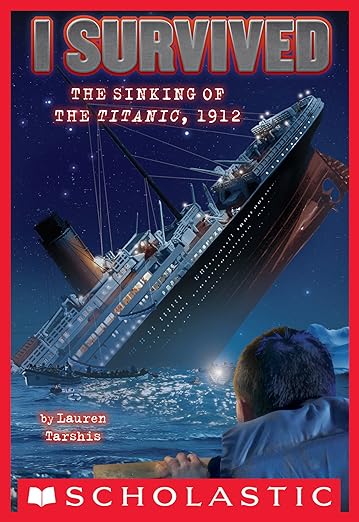 I SURVIVED
THE SINKING OF
THE TITANIC, 1912
by Lauren
Tarshis
SCHOLASTIC